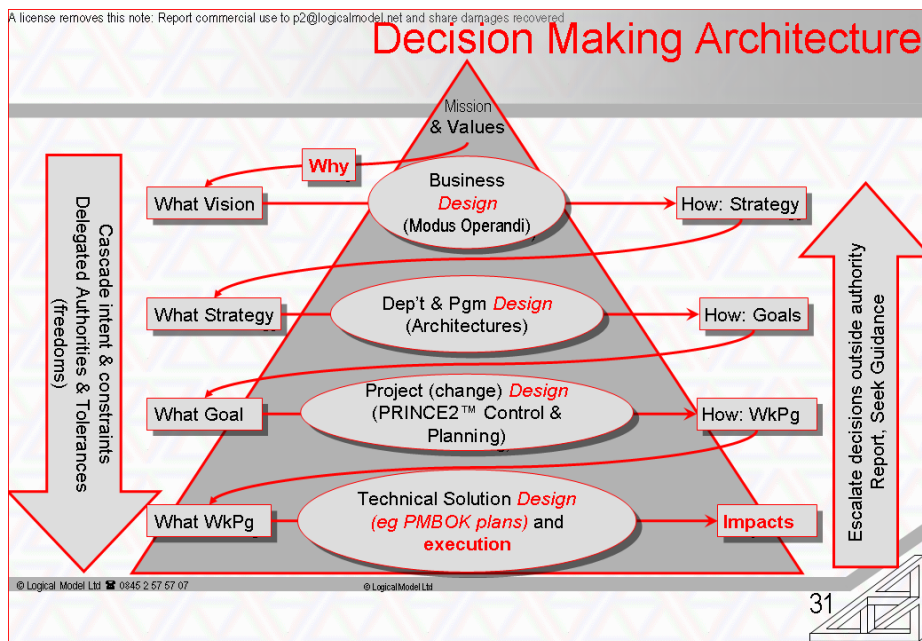 A license removes this note: Report commercial use to p2@logicalmodel.net and share damages recovered
Decision Making Architecture
Mission
& Values
Why
What Vision
Business
Design
(Modus Operandi)
How: Strategy
What Strategy
Dep't & Pgm Design
(Architectures)
How: Goals
What Goal
Project (change) Design
(PRINCE2™ Control &
Planning)
How: WkPg
What WkPg
Technical Solution Design
(eg PMBOK plans) and
execution
Impacts
Cascade intent & constraints
Delegated Authorities & Tolerances
(freedoms)
Escalate decisions outside authority
Report, Seek Guidance
© Logical Model Ltd ☎ 0845 2 57 57 07
© Logical Model Ltd
31